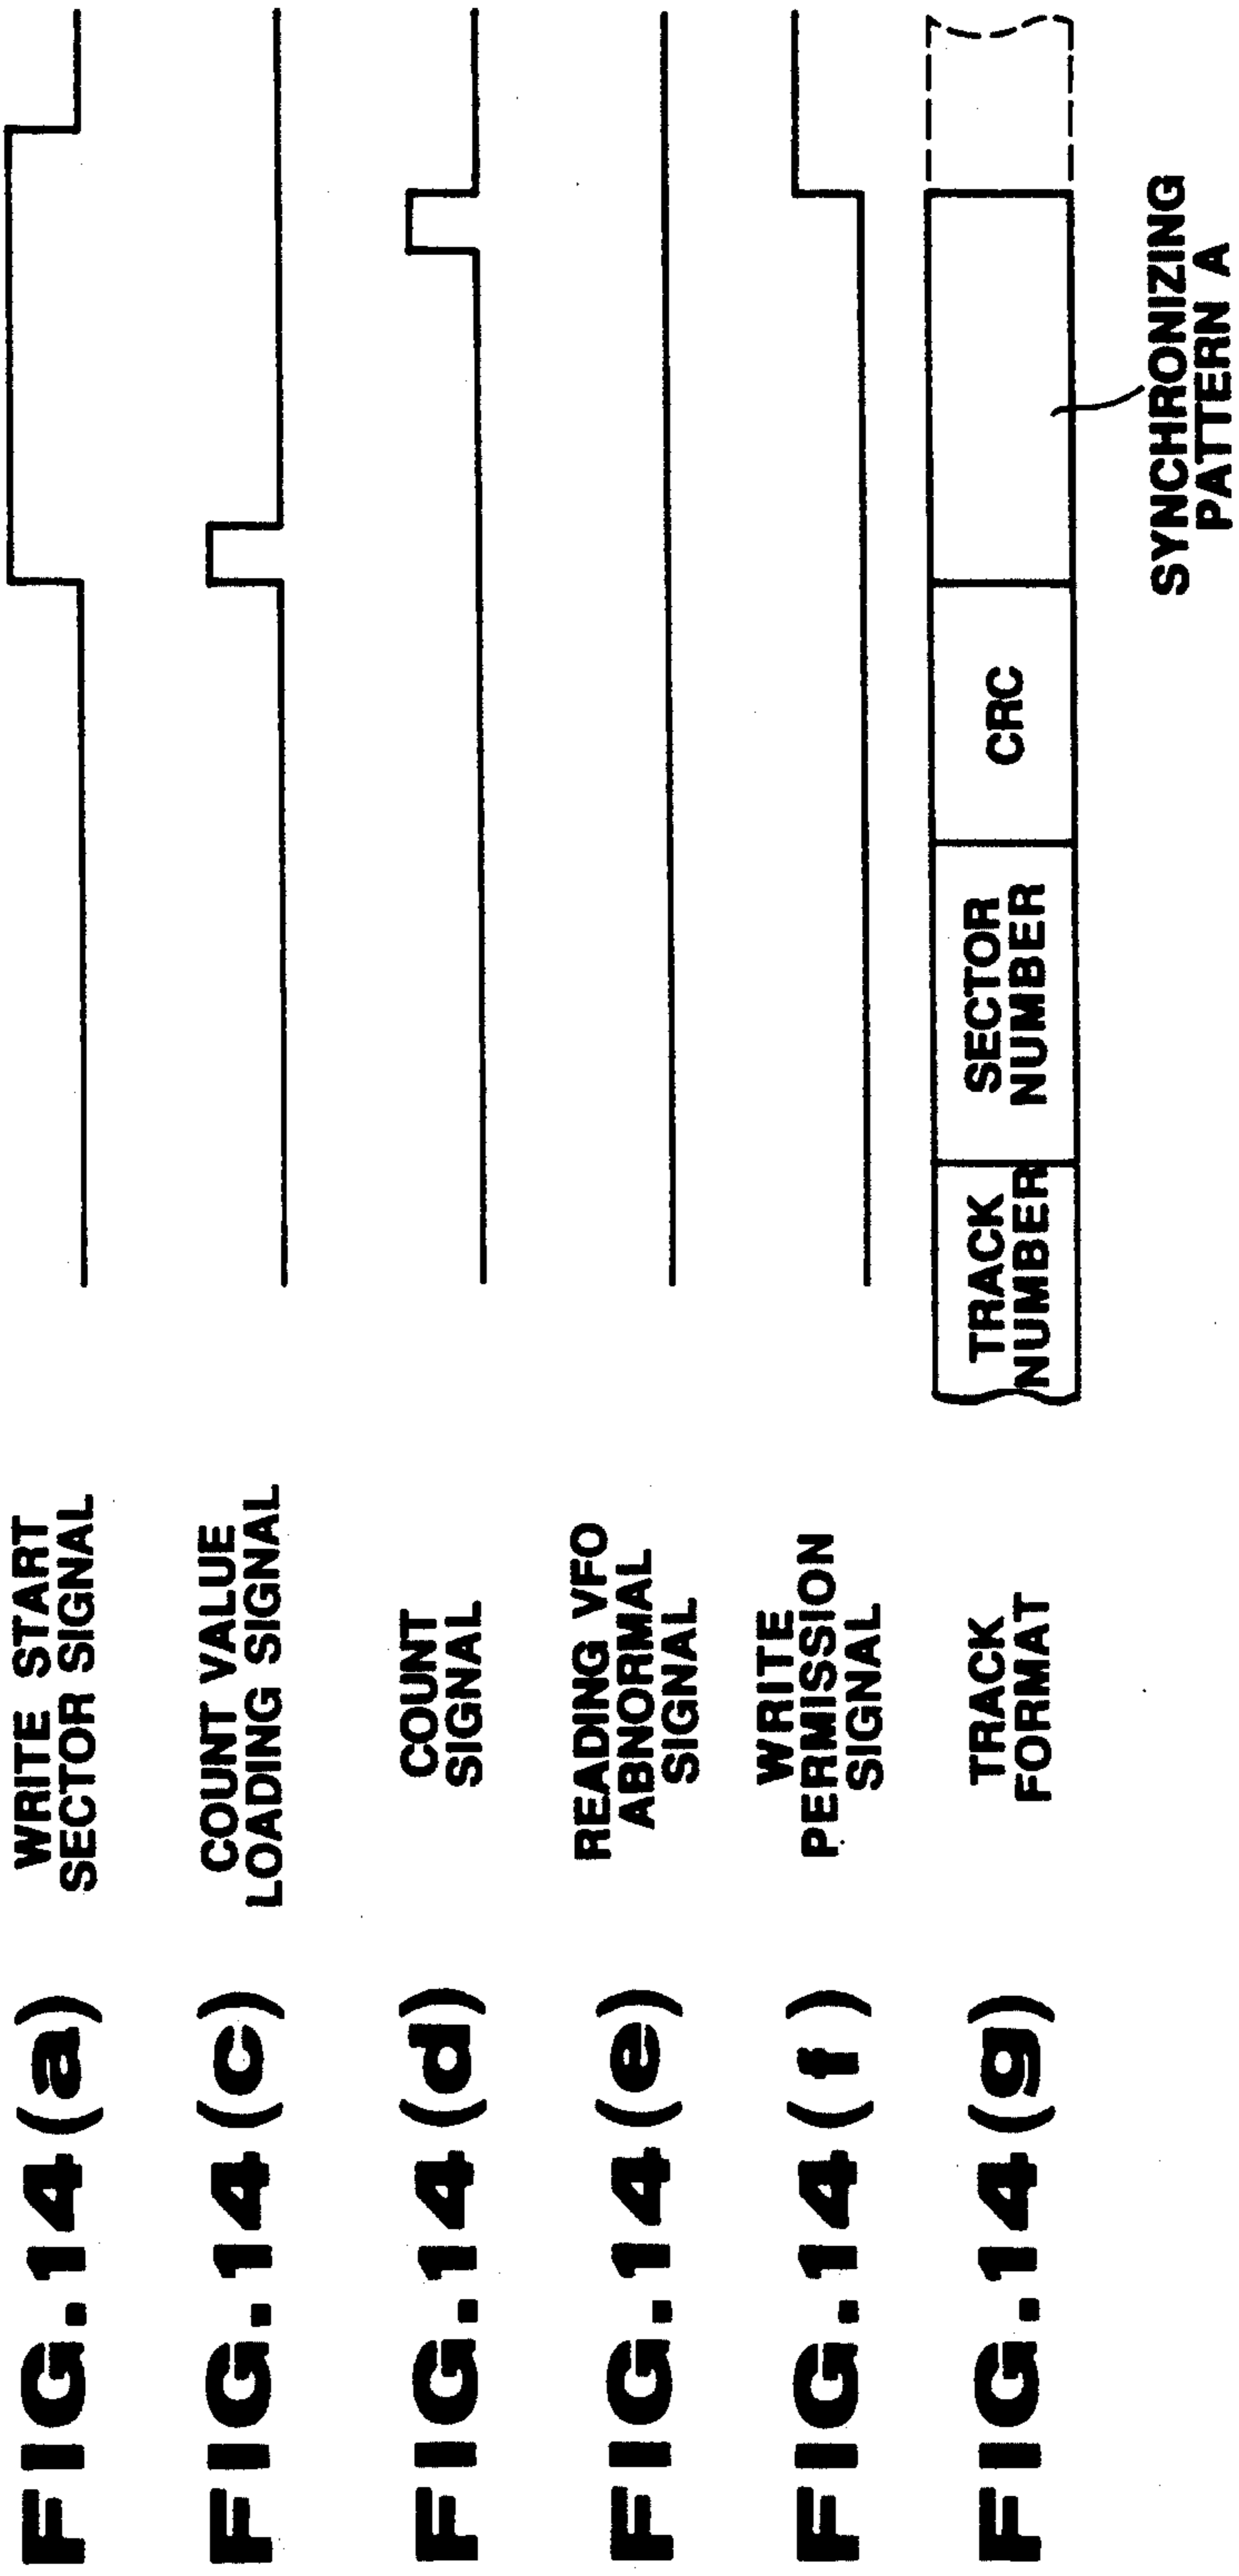 FIG.14(a)
WRITE START
SECTOR SIGNAL
FIG.14(c)
COUNT VALUE
LOADING SIGNAL
FIG.14(d)
COUNT
SIGNAL
FIG.14(e)
READING VFO
ABNORMAL
SIGNAL
FIG.14(f)
WRITE
PERMISSION
SIGNAL
FIG.14(g)
TRACK
FORMAT
TRACK
NUMBER
SECTOR
NUMBER
CRC
SYNCHRONIZING
PATTERN A